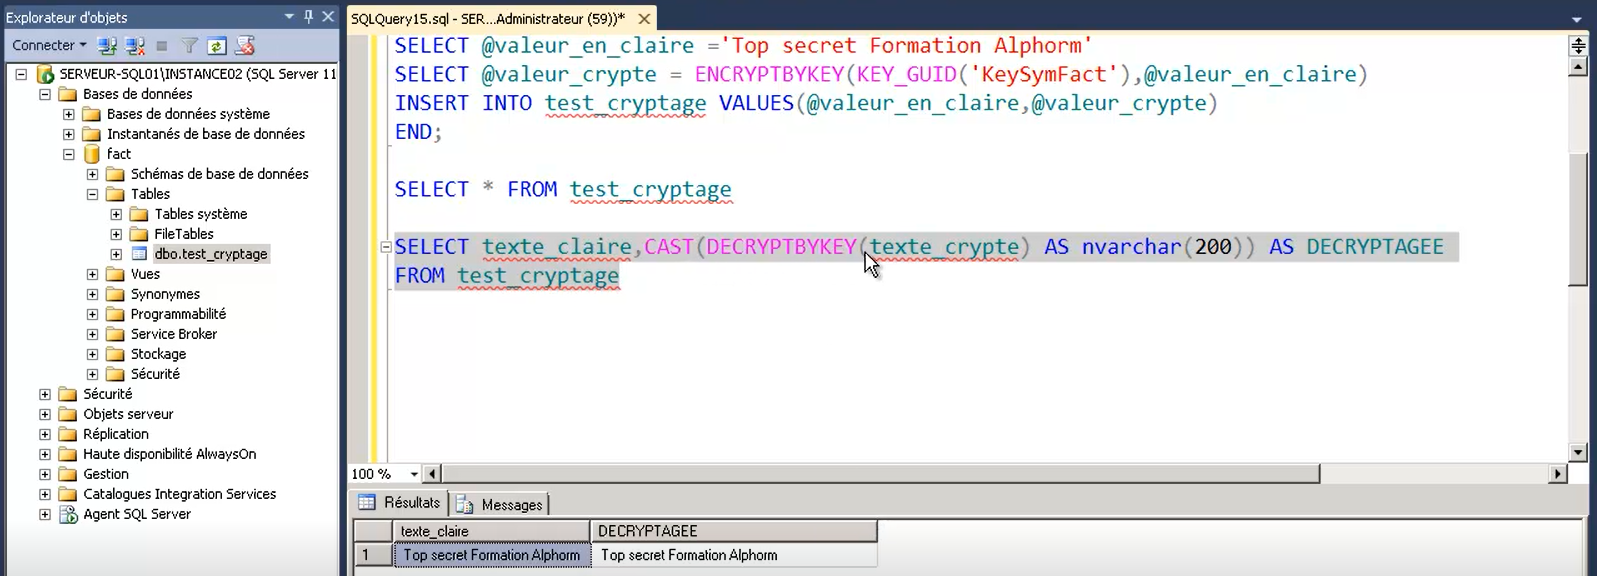 Explorateur d'objets
Connecter
SERVEUR-SQL01\INSTANCE02 (SQL Server 11
Bases de données
Bases de données système
Instantanés de base de données
fact
Schémas de base de données
Tables
Tables système
FileTables
dbo.test_cryptage
Vues
Synonymes
Programmabilité
Service Broker
Stockage
Sécurité
Sécurité
Objets serveur
Réplication
Haute disponibilité AlwaysOn
Gestion
Catalogues Integration Services
Agent SQL Server
SQLQuery15.sql - SER...Administrateur (59))*
SELECT @valeur_en_claire ='Top secret Formation Alphorm'
SELECT @valeur_crypte = ENCRYPTBYKEY(KEY_GUID('KeySymFact'),@valeur_en_claire)
INSERT INTO test_cryptage VALUES(@valeur_en_claire,@valeur_crypte)
END;
SELECT * FROM test_cryptage
SELECT texte_claire,CAST(DECRYPTBYKEY(texte_crypte) AS nvarchar(200)) AS DECRYPTAGEE
FROM test_cryptage
100 %
Résultats Messages
texte_claire DECRYPTAGEE
1 Top secret Formation Alphorm Top secret Formation Alphorm